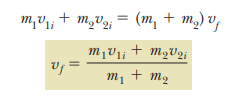 m₁v₁ᵢ + m₂v₂ᵢ = (m₁ + m₂) v_f
v_f = (m₁v₁ᵢ + m₂v₂ᵢ) / (m₁ + m₂)